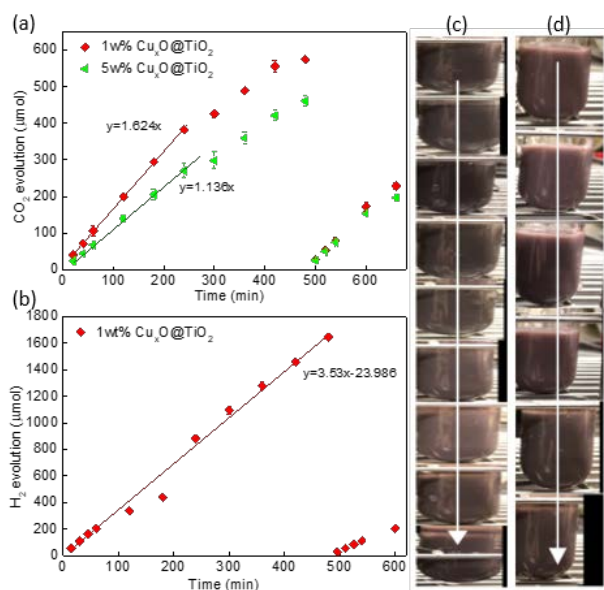 (a)
600
500
400
300
200
100
0
CO₂ evolution (µmol)
1w% CuₓO@TiO₂
5w% CuₓO@TiO₂
y=1.624x
y=1.136x
0 100 200 300 400 500 600
Time (min)
(b)
1800
1600
1400
1200
1000
800
600
400
200
0
H₂ evolution (µmol)
1wt% CuₓO@TiO₂
y=3.53x-23.986
0 100 200 300 400 500 600
Time (min)
(c)
(d)